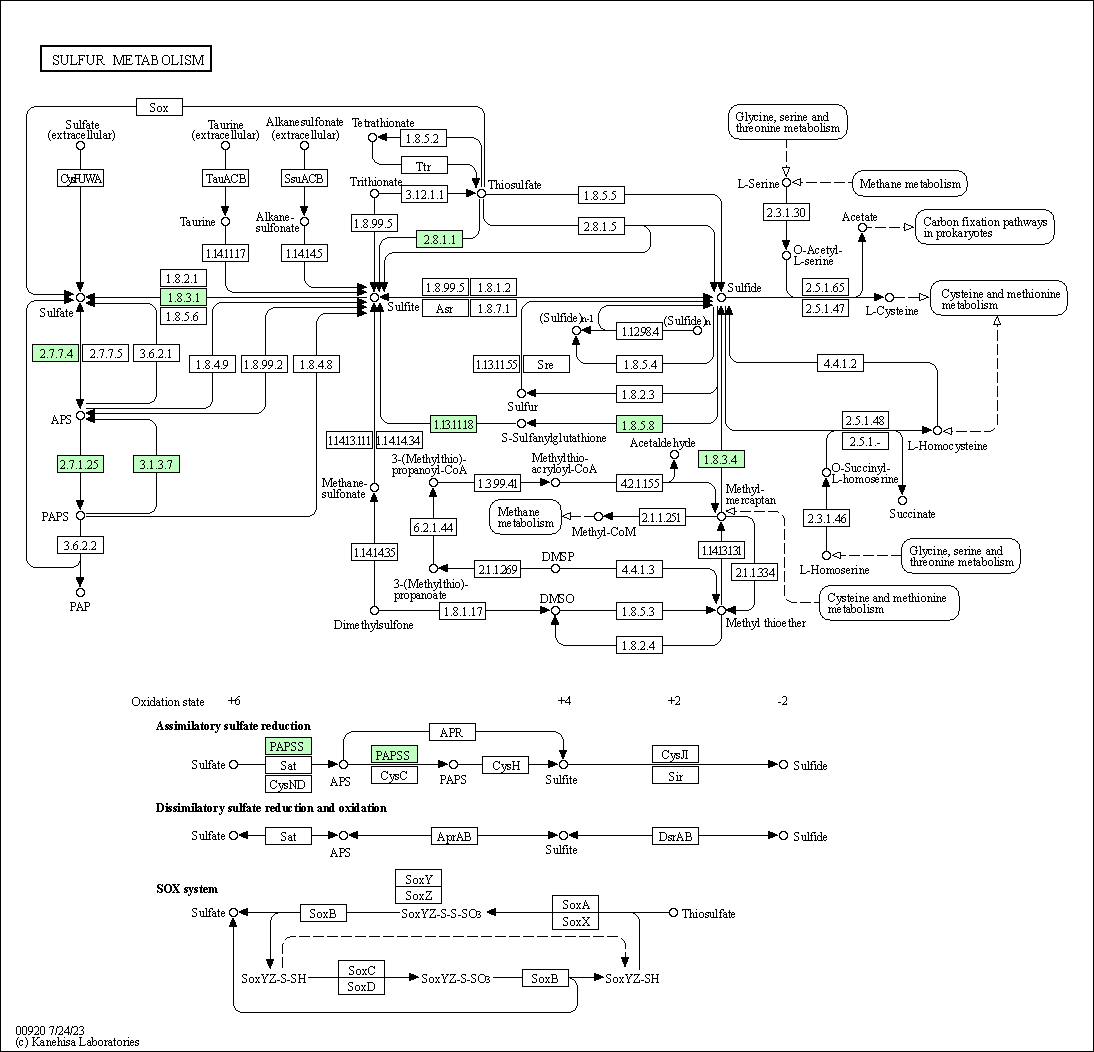 SULFUR METABOLISM
Sox
Sulfate
(extracellular)
Taurine
(extracellular)
Alkanesulfonate
(extracellular)
Tetrathionate
1.8.5.2
Ttr
Glycine, serine and
threonine metabolism
CysPUWA
TauACB
SsuACB
Trithionate
3.12.1.1
Thiosulfate
1.8.5.5
L-Serine
Methane metabolism
Taurine
Alkane-
sulfonate
1.8.99.5
2.8.1.1
2.8.1.5
2.3.1.30
Acetate
Carbon fixation pathways
in prokaryotes
1.14.11.17
1.14.14.5
O-Acetyl-
L-serine
1.8.2.1
1.8.3.1
1.8.5.6
1.8.99.5
1.8.1.2
Asr
1.8.7.1
Sulfate
Sulfite
Sulfide
2.5.1.65
2.5.1.47
L-Cysteine
Cysteine and methionine
metabolism
(Sulfide)n-1
1.12.98.4
(Sulfide)n
2.7.7.4
2.7.7.5
3.6.2.1
1.8.4.9
1.8.99.2
1.8.4.8
1.13.11.55
Sre
1.8.5.4
4.4.1.2
1.8.2.3
Sulfur
APS
1.13.11.18
1.8.5.8
S-Sulfanylglutathione
2.5.1.48
2.5.1.-
L-Homocysteine
1.14.13.111
1.14.14.34
Acetaldehyde
2.7.1.25
3.1.3.7
3-(Methylthio)-
propanoyl-CoA
Methylthio-
acryloyl-CoA
1.8.3.4
O-Succinyl-
L-homoserine
Methane-
sulfonate
1.3.99.41
4.2.1.155
Methyl-
mercaptan
Succinate
PAPS
6.2.1.44
Methane
metabolism
Methyl-CoM
2.1.1.251
2.3.1.46
3.6.2.2
1.14.14.35
DMSP
1.14.13.131
L-Homoserine
Glycine, serine and
threonine metabolism
2.1.1.269
4.4.1.3
2.1.1.334
3-(Methylthio)-
propanoate
PAP
DMSO
Cysteine and methionine
metabolism
Dimethylsulfone
1.8.1.17
1.8.5.3
Methyl thioether
1.8.2.4
Oxidation state
+6
+4
+2
-2
Assimilatory sulfate reduction
APR
PAPSS
Sat
CysND
PAPSS
CysC
CysH
CysJI
Sir
Sulfate
APS
PAPS
Sulfite
Sulfide
Dissimilatory sulfate reduction and oxidation
Sulfate
Sat
APS
AprAB
Sulfite
DsrAB
Sulfide
SOX system
SoxY
SoxZ
Sulfate
SoxB
SoxYZ-S-S-SO3
SoxA
SoxX
Thiosulfate
SoxYZ-S-SH
SoxC
SoxD
SoxYZ-S-SO3
SoxB
SoxYZ-SH
00920 7/24/23
(c) Kanehisa Laboratories